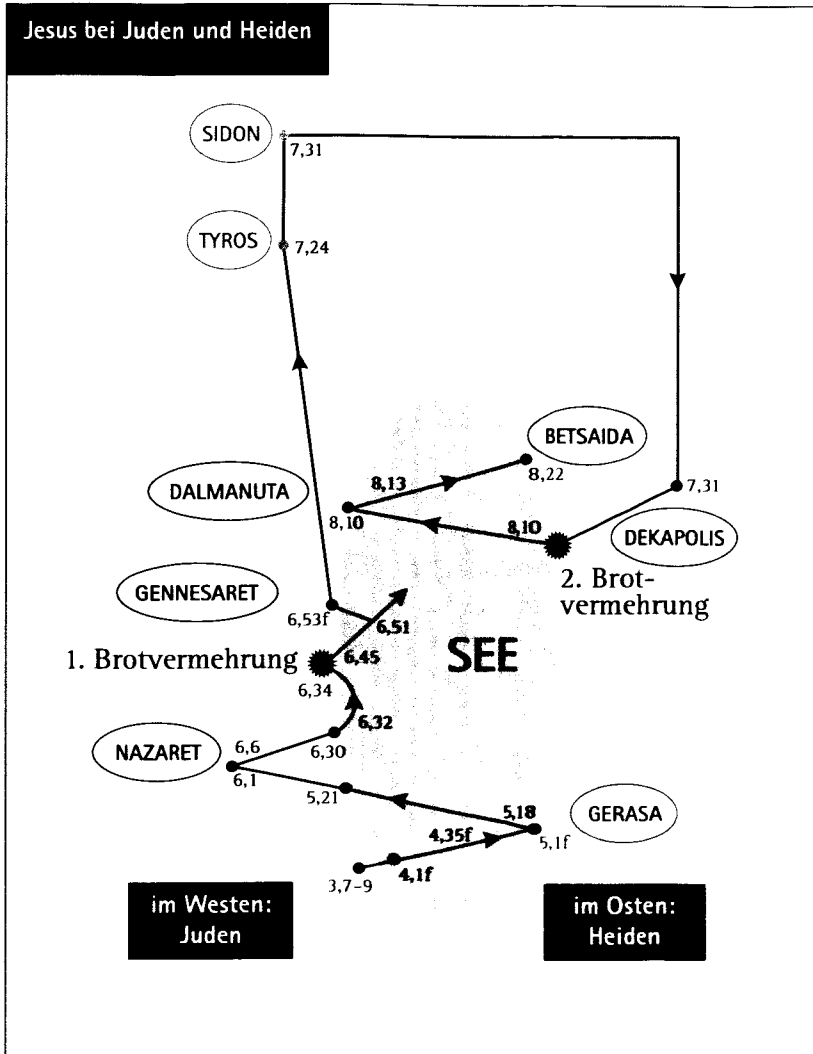 Jesus bei Juden und Heiden
SIDON
7,31
TYROS
7,24
BETSAIDA
8,22
8,13
DALMANUTA
8,10
8,10
7,31
DEKAPOLIS
2. Brot-
vermehrung
GENNESARET
6,53f
6,51
1. Brotvermehrung
6,45
6,34
SEE
6,32
NAZARET
6,6
6,30
6,1
5,21
5,18
GERASA
4,35f
5,1f
4,1f
3,7-9
im Westen:
Juden
im Osten:
Heiden